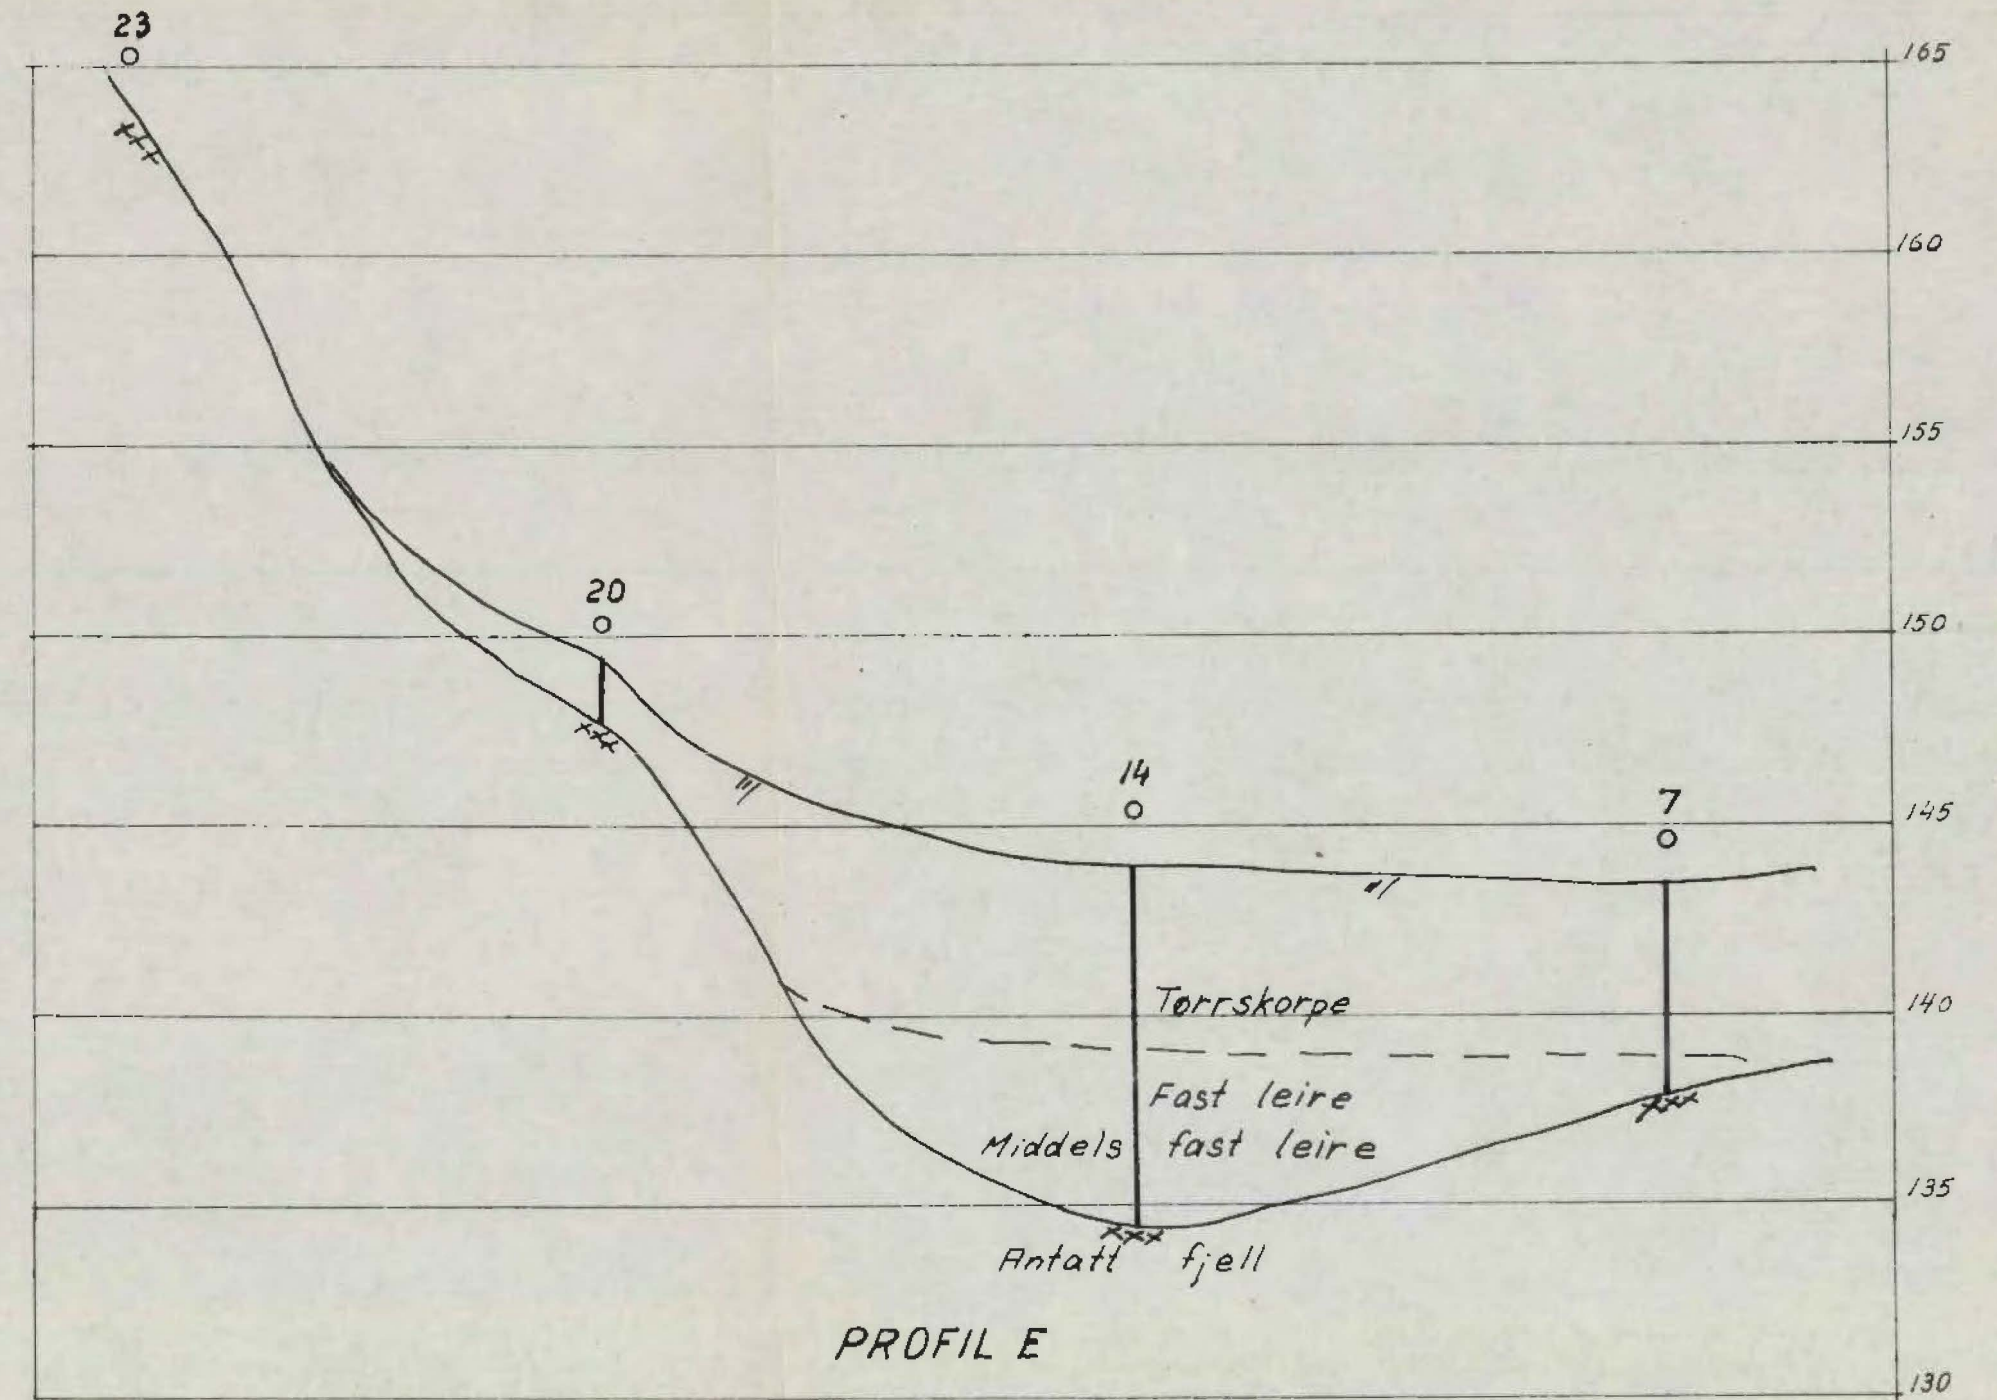 23
165
160
155
20
150
14
7
145
Tørrskorpe
140
Fast leire
Middels fast leire
135
Antatt fjell
PROFIL E
130